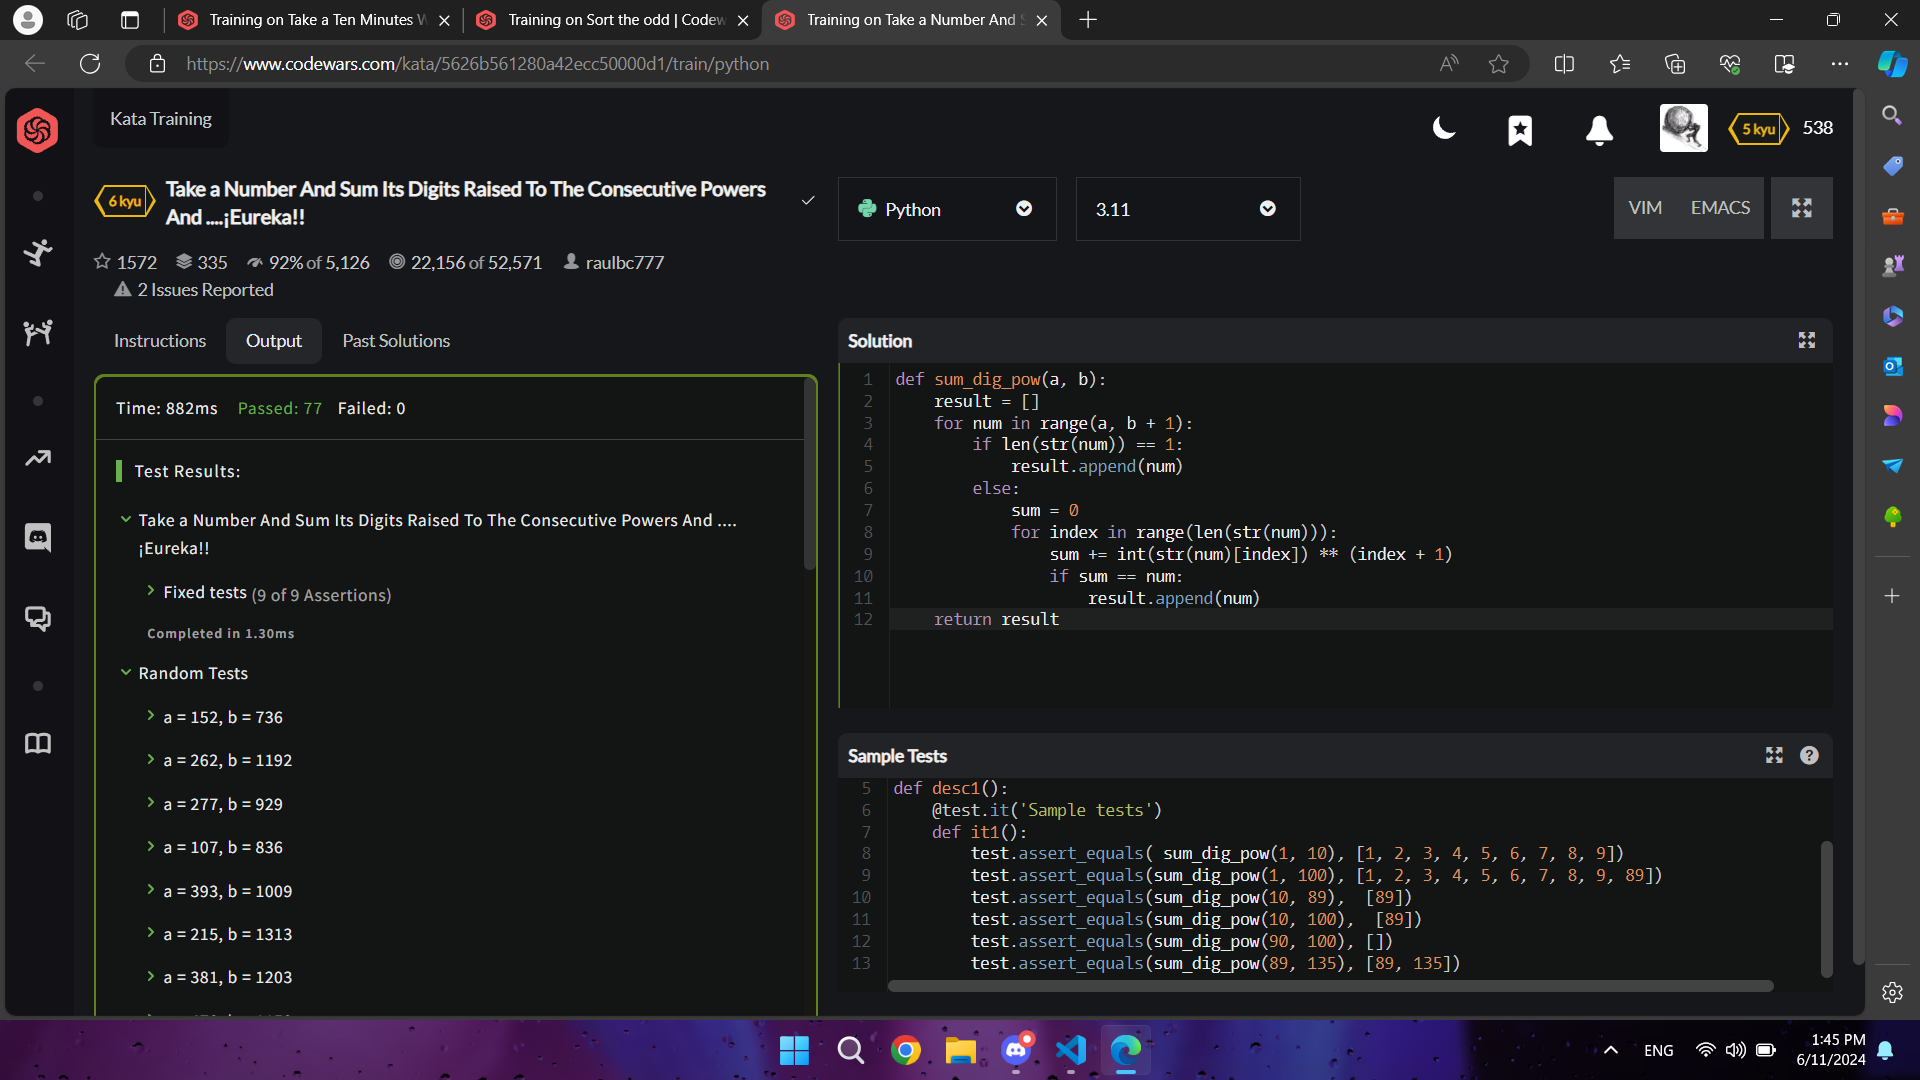 Training on Take a Ten Minutes W
Training on Sort the odd | Codew
Training on Take a Number And S
https://www.codewars.com/kata/5626b561280a42ecc50000d1/train/python
Kata Training
5 kyu
538
6 kyu
Take a Number And Sum Its Digits Raised To The Consecutive Powers
And ....¡Eureka!!
1572
335
92% of 5,126
22,156 of 52,571
raulbc777
2 Issues Reported
Python
3.11
VIM
EMACS
Instructions
Output
Past Solutions
Time: 882ms
Passed: 77
Failed: 0
Test Results:
Take a Number And Sum Its Digits Raised To The Consecutive Powers And ....
¡Eureka!!
Fixed tests (9 of 9 Assertions)
Completed in 1.30ms
Random Tests
a = 152, b = 736
a = 262, b = 1192
a = 277, b = 929
a = 107, b = 836
a = 393, b = 1009
a = 215, b = 1313
a = 381, b = 1203
Solution
1 def sum_dig_pow(a, b):
2 result = []
3 for num in range(a, b + 1):
4 if len(str(num)) == 1:
5 result.append(num)
6 else:
7 sum = 0
8 for index in range(len(str(num))):
9 sum += int(str(num)[index]) ** (index + 1)
10 if sum == num:
11 result.append(num)
12 return result
Sample Tests
5 def desc1():
6 @test.it('Sample tests')
7 def it1():
8 test.assert_equals( sum_dig_pow(1, 10), [1, 2, 3, 4, 5, 6, 7, 8, 9])
9 test.assert_equals(sum_dig_pow(1, 100), [1, 2, 3, 4, 5, 6, 7, 8, 9, 89])
10 test.assert_equals(sum_dig_pow(10, 89),  [89])
11 test.assert_equals(sum_dig_pow(10, 100),  [89])
12 test.assert_equals(sum_dig_pow(90, 100), [])
13 test.assert_equals(sum_dig_pow(89, 135), [89, 135])
ENG
1:45 PM
6/11/2024